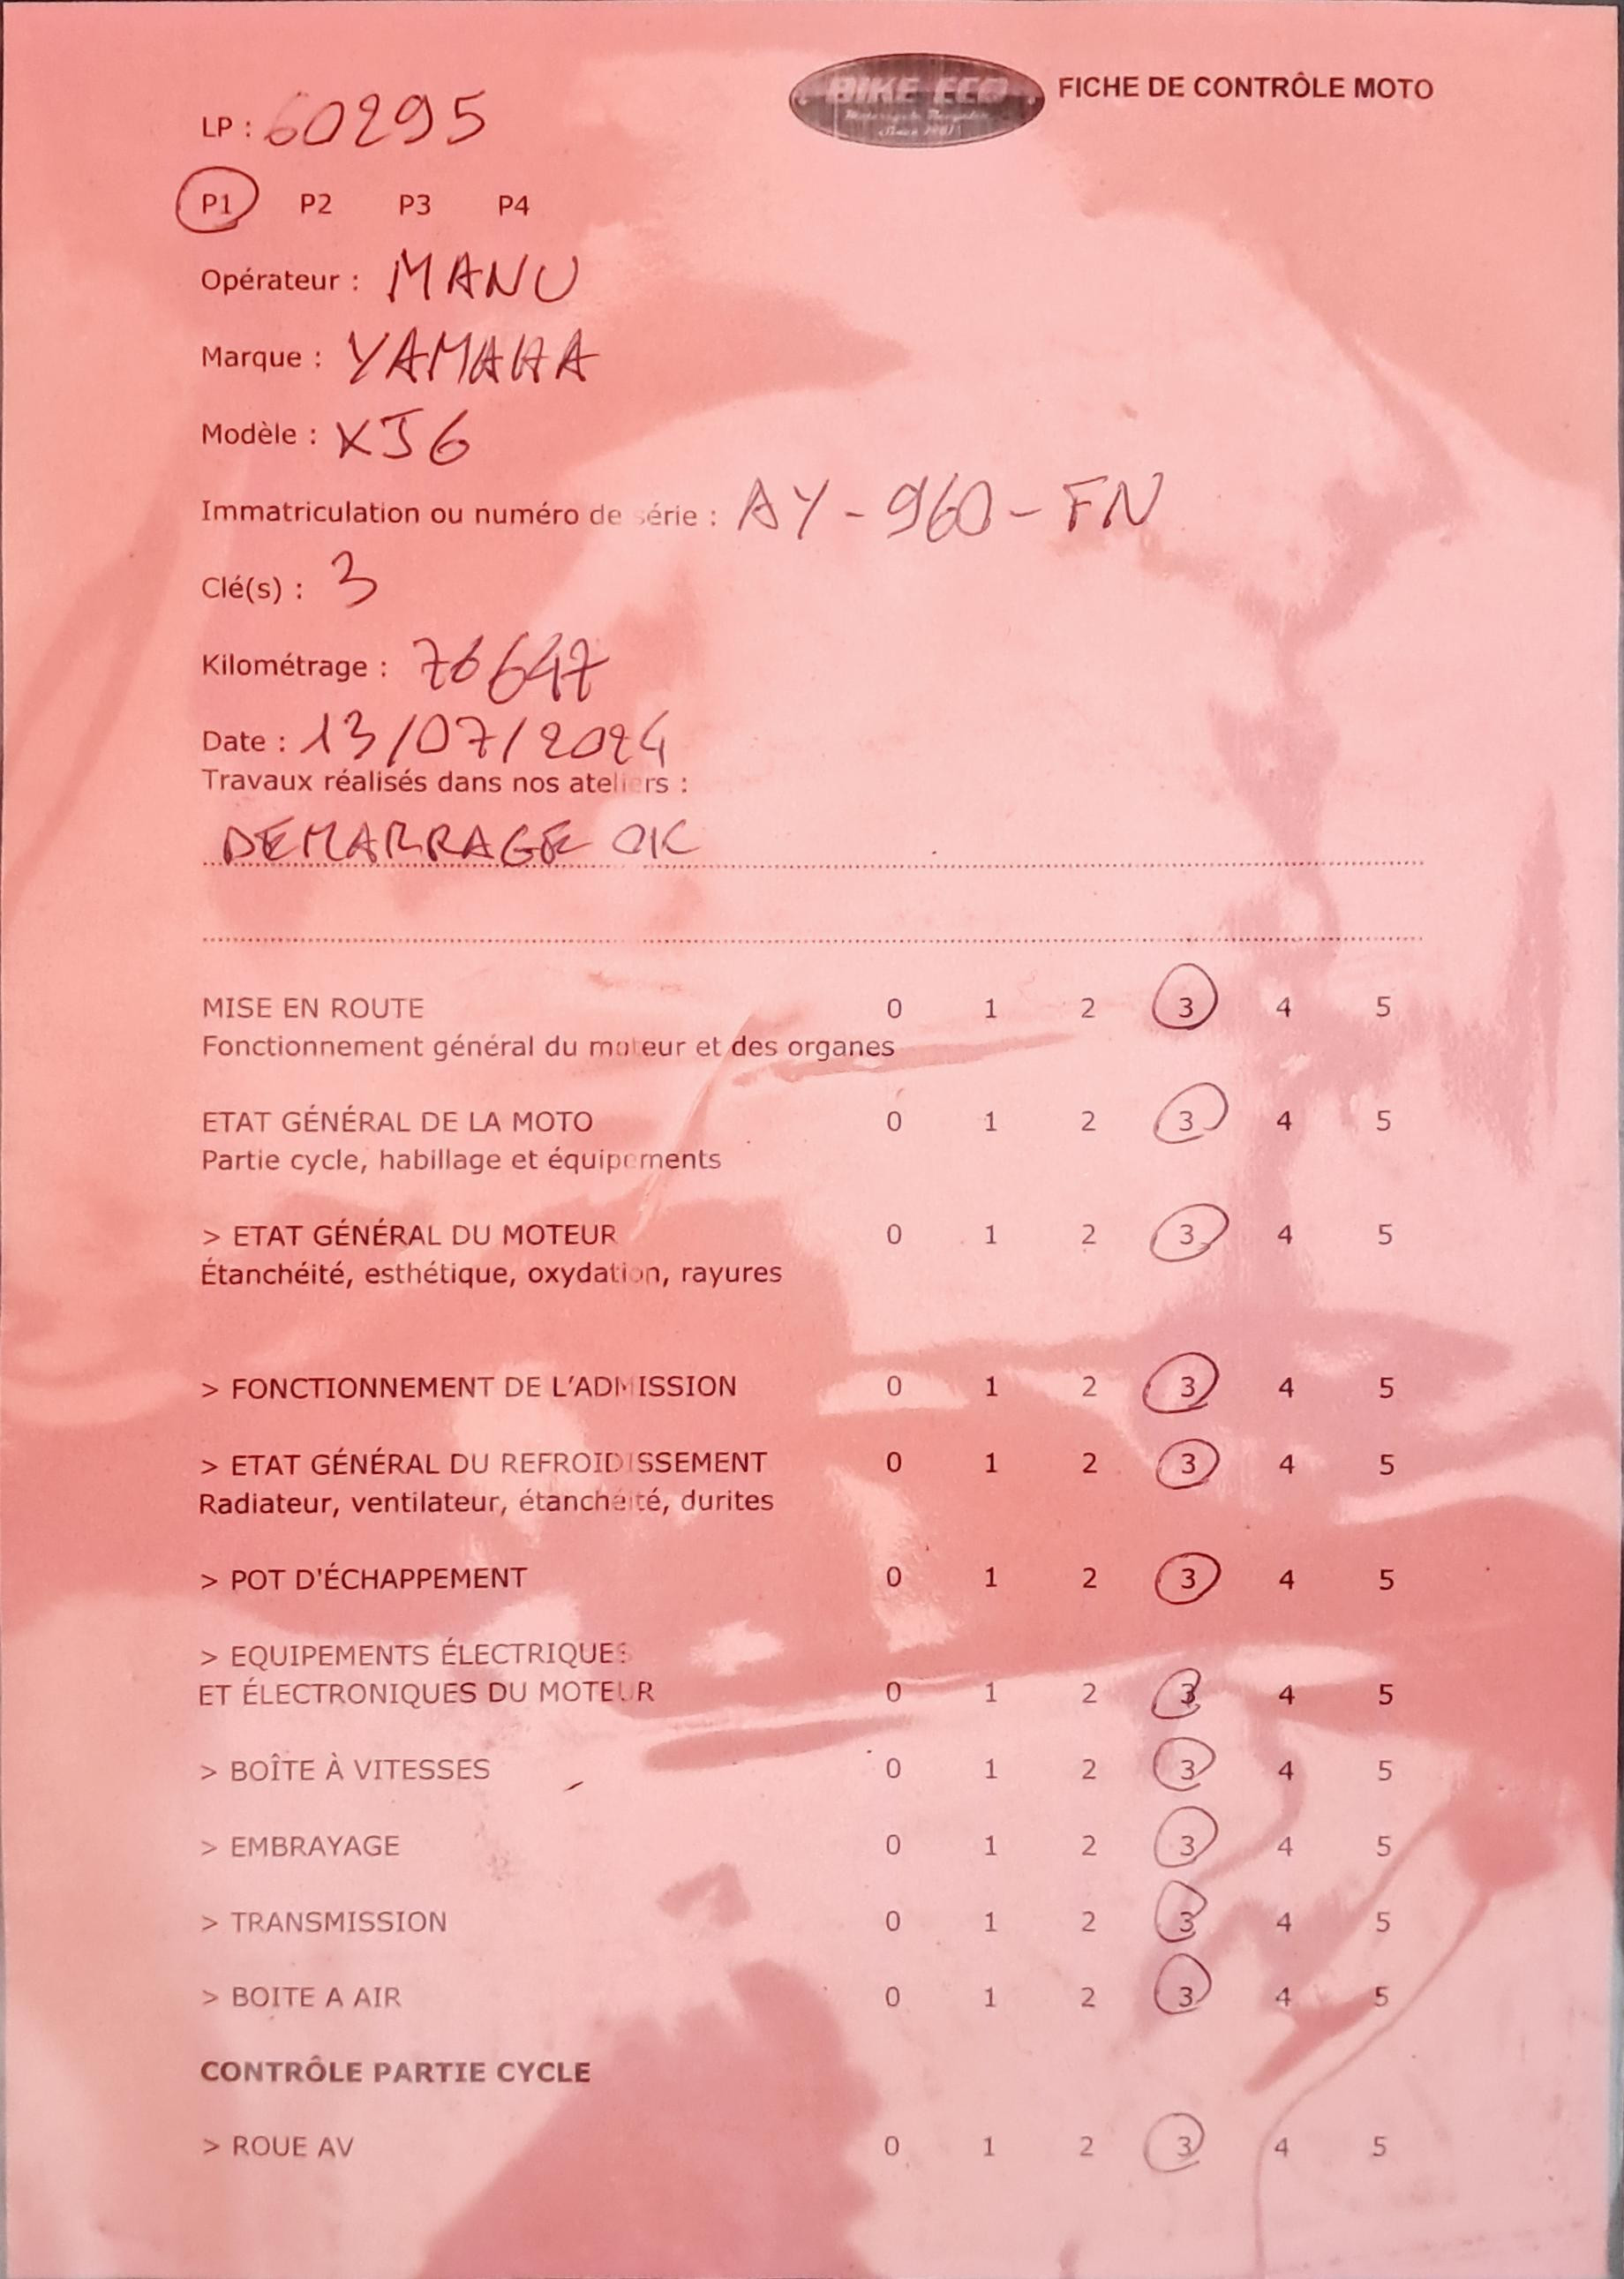 BIKE ECO
Motorcycle Recycler
Since 1981
FICHE DE CONTRÔLE MOTO
LP : 60295
P1 P2 P3 P4
Opérateur : MANU
Marque : YAMAHA
Modèle : XJ6
Immatriculation ou numéro de série : AY-960-FN
Clé(s) : 3
Kilométrage : 76647
Date : 13/07/2024
Travaux réalisés dans nos ateliers :
DEMARRAGE OK
MISE EN ROUTE 0 1 2 3 4 5
Fonctionnement général du moteur et des organes
ETAT GÉNÉRAL DE LA MOTO 0 1 2 3 4 5
Partie cycle, habillage et équipements
> ETAT GÉNÉRAL DU MOTEUR 0 1 2 3 4 5
Étanchéité, esthétique, oxydation, rayures
> FONCTIONNEMENT DE L'ADMISSION 0 1 2 3 4 5
> ETAT GÉNÉRAL DU REFROIDISSEMENT 0 1 2 3 4 5
Radiateur, ventilateur, étanchéité, durites
> POT D'ÉCHAPPEMENT 0 1 2 3 4 5
> EQUIPEMENTS ÉLECTRIQUES
ET ÉLECTRONIQUES DU MOTEUR 0 1 2 3 4 5
> BOÎTE À VITESSES 0 1 2 3 4 5
> EMBRAYAGE 0 1 2 3 4 5
> TRANSMISSION 0 1 2 3 4 5
> BOITE A AIR 0 1 2 3 4 5
CONTRÔLE PARTIE CYCLE
> ROUE AV 0 1 2 3 4 5